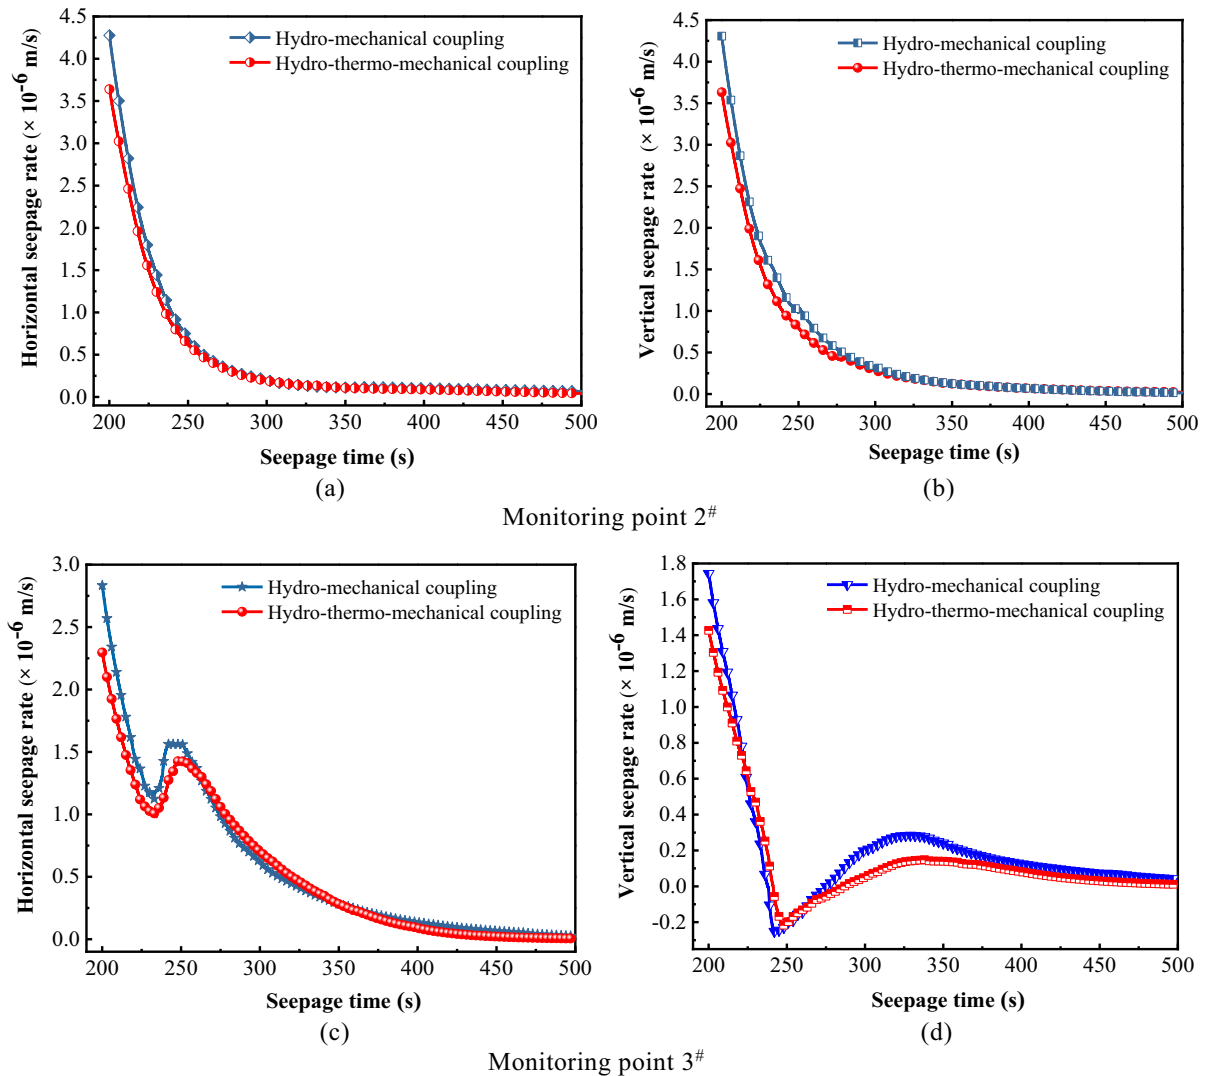 Horizontal seepage rate (× 10⁻⁶ m/s)
4.5
4.0
3.5
3.0
2.5
2.0
1.5
1.0
0.5
0.0
Hydro-mechanical coupling
Hydro-thermo-mechanical coupling
200 250 300 350 400 450 500
Seepage time (s)
(a)
Vertical seepage rate (× 10⁻⁶ m/s)
4.5
4.0
3.5
3.0
2.5
2.0
1.5
1.0
0.5
0.0
Hydro-mechanical coupling
Hydro-thermo-mechanical coupling
200 250 300 350 400 450 500
Seepage time (s)
(b)
Monitoring point 2#
Horizontal seepage rate (× 10⁻⁶ m/s)
3.0
2.5
2.0
1.5
1.0
0.5
0.0
Hydro-mechanical coupling
Hydro-thermo-mechanical coupling
200 250 300 350 400 450 500
Seepage time (s)
(c)
Vertical seepage rate (× 10⁻⁶ m/s)
1.8
1.6
1.4
1.2
1.0
0.8
0.6
0.4
0.2
0.0
-0.2
Hydro-mechanical coupling
Hydro-thermo-mechanical coupling
200 250 300 350 400 450 500
Seepage time (s)
(d)
Monitoring point 3#